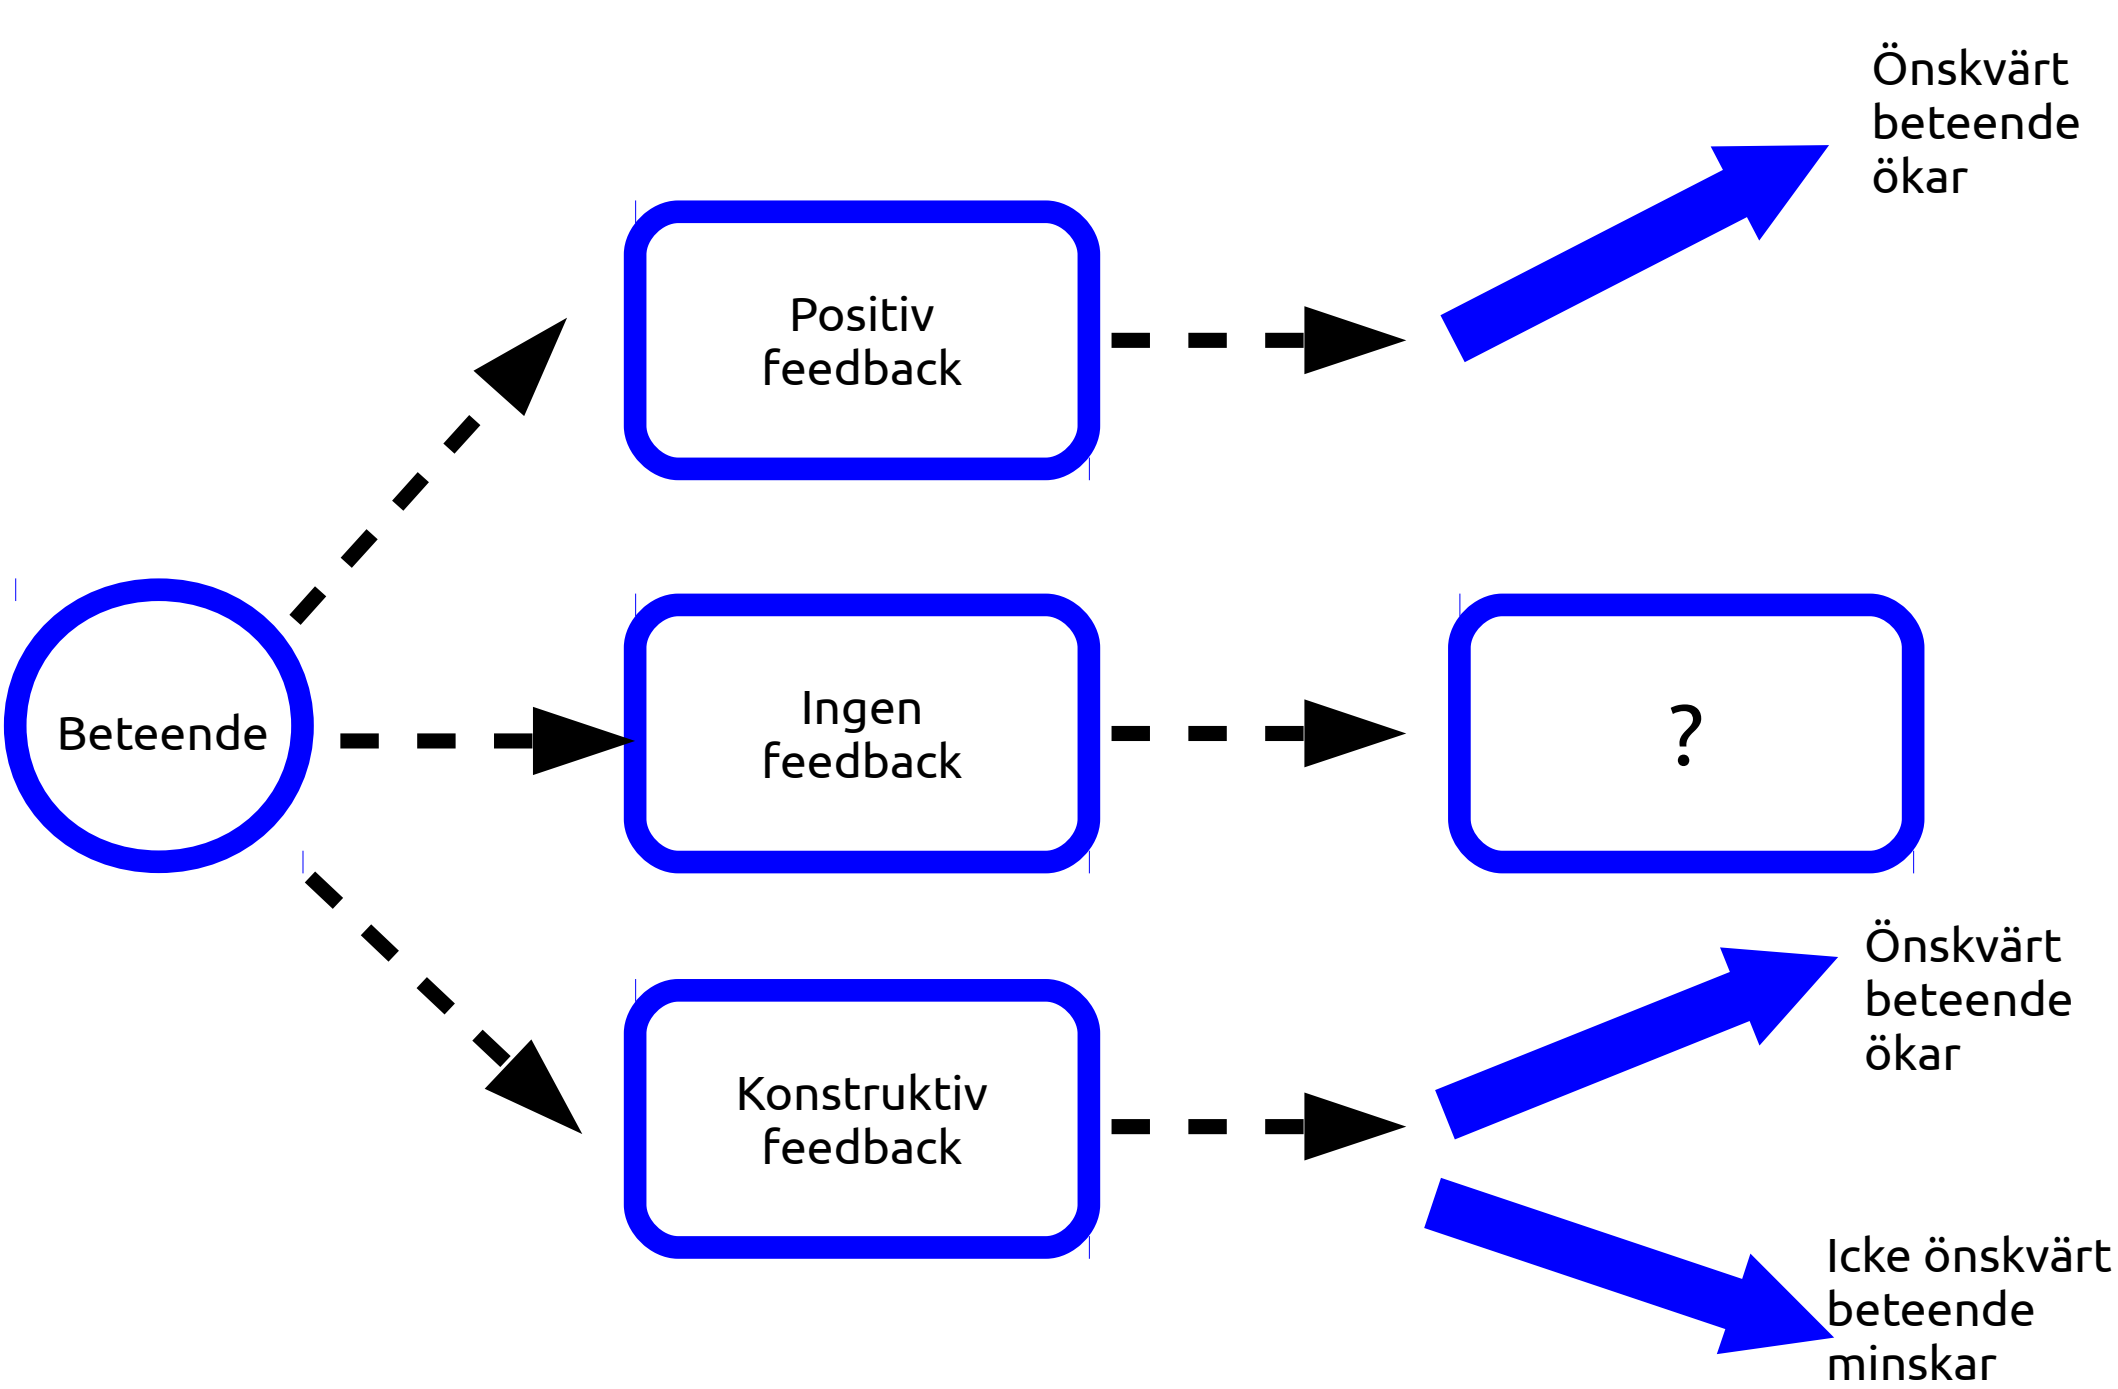 Önskvärt
beteende
ökar
Positiv
feedback
Beteende
Ingen
feedback
?
Konstruktiv
feedback
Önskvärt
beteende
ökar
Icke önskvärt
beteende
minskar